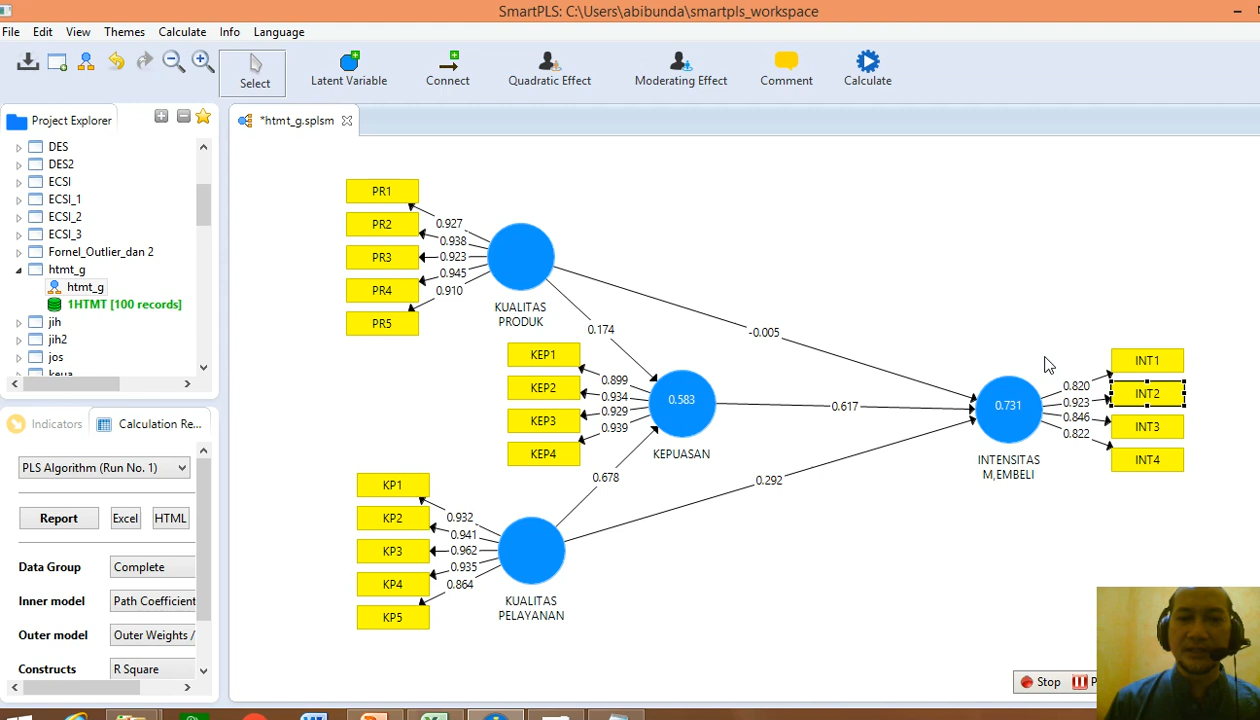 SmartPLS: C:\Users\abibunda\smartpls_workspace
File Edit View Themes Calculate Info Language
Select
Latent Variable
Connect
Quadratic Effect
Moderating Effect
Comment
Calculate
Project Explorer
*htmt_g.splsm
DES
DES2
ECSI
ECSI_1
ECSI_2
ECSI_3
Fornel_Outlier_dan 2
htmt_g
htmt_g
1HTMT [100 records]
jih
jih2
jos
Indicators
Calculation Re...
PLS Algorithm (Run No. 1)
Report
Excel
HTML
Data Group
Complete
Inner model
Path Coefficient
Outer model
Outer Weights /
Constructs
R Square
PR1
PR2
PR3
PR4
PR5
0.927
0.938
0.923
0.945
0.910
KUALITAS
PRODUK
0.174
-0.005
KEP1
KEP2
KEP3
KEP4
0.899
0.934
0.929
0.939
0.583
KEPUASAN
0.617
0.678
0.292
KP1
KP2
KP3
KP4
KP5
0.932
0.941
0.962
0.935
0.864
KUALITAS
PELAYANAN
0.731
INTENSITAS
M,EMBELI
0.820
0.923
0.846
0.822
INT1
INT2
INT3
INT4
Stop